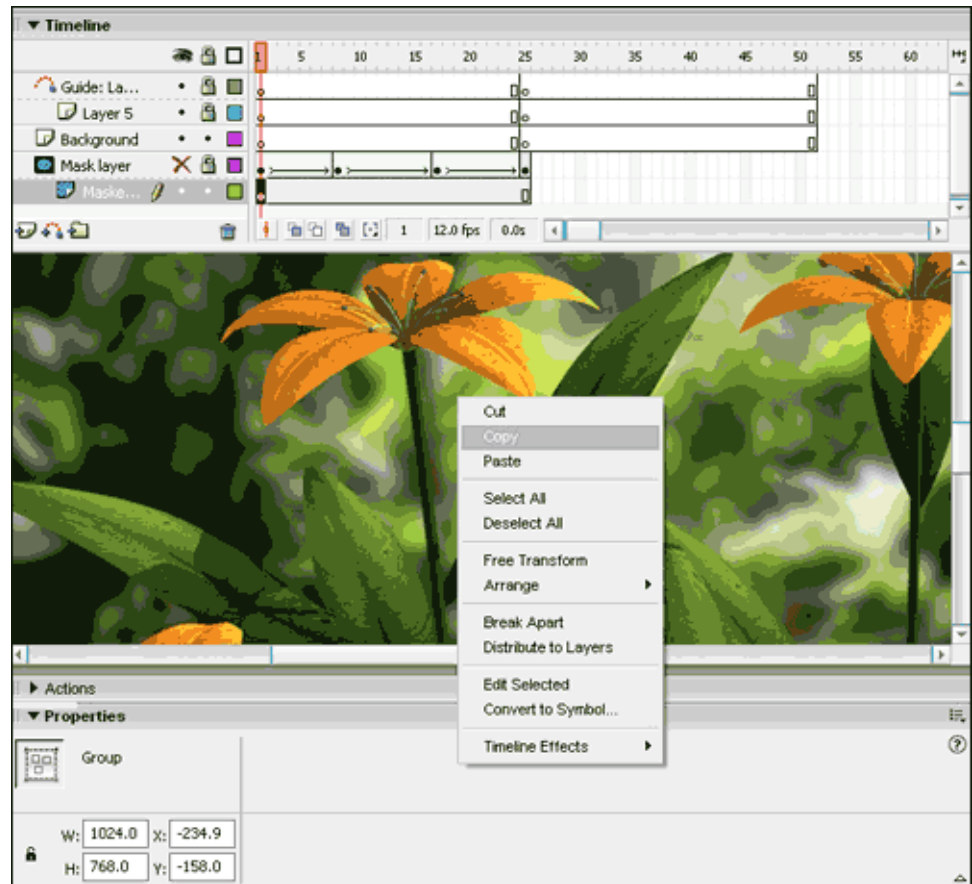 Timeline
1 5 10 15 20 25 30 35 40 45 50 55 60
Guide: La...
Layer 5
Background
Mask layer
Maske...
1 12.0 fps 0.0s
Cut
Copy
Paste
Select All
Deselect All
Free Transform
Arrange
Break Apart
Distribute to Layers
Edit Selected
Convert to Symbol...
Timeline Effects
Actions
Properties
Group
W: 1024.0 X: -234.9
H: 768.0 Y: -158.0